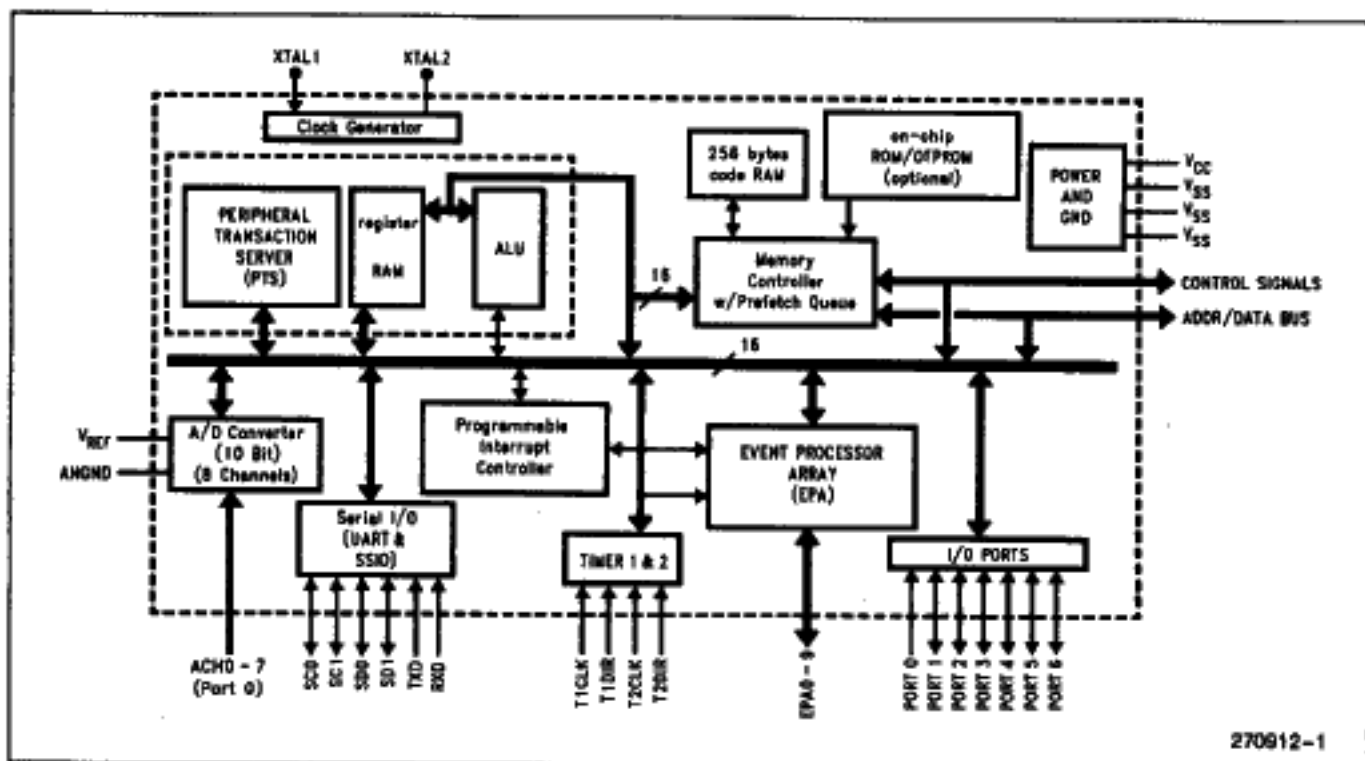 XTAL1
XTAL2
Clock Generator
256 bytes
code RAM
on-chip
ROM/OTPROM
(optional)
POWER
AND
GND
VCC
VSS
VSS
VSS
PERIPHERAL
TRANSACTION
SERVER
(PTS)
register
RAM
ALU
16
Memory
Controller
w/Prefetch Queue
CONTROL SIGNALS
ADDR/DATA BUS
16
VREF
ANGND
A/D Converter
(10 Bit)
(8 Channels)
Programmable
Interrupt
Controller
EVENT PROCESSOR
ARRAY
(EPA)
Serial I/O
(UART &
SSIO)
TIMER 1 & 2
I/O PORTS
ACH0 - 7
(Port 0)
SC0
SC1
SD0
SD1
TXD
RXD
T1CLK
T1DIR
T2CLK
T2DIR
EPA0-9
PORT 0
PORT 1
PORT 2
PORT 3
PORT 4
PORT 5
PORT 6
270912-1